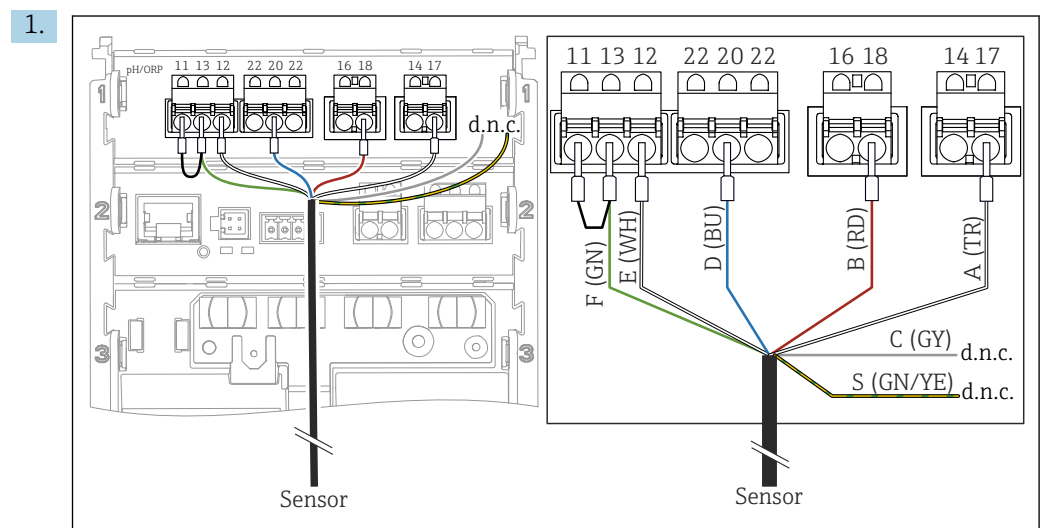 1.
pH/ORP 11 13 12 22 20 22 16 18 14 17
1 1
d.n.c.
2 2
3 3
Sensor
11 13 12 22 20 22 16 18 14 17
F (GN) E (WH) D (BU) B (RD) A (TR)
C (GY) d.n.c.
S (GN/YE) d.n.c.
Sensor